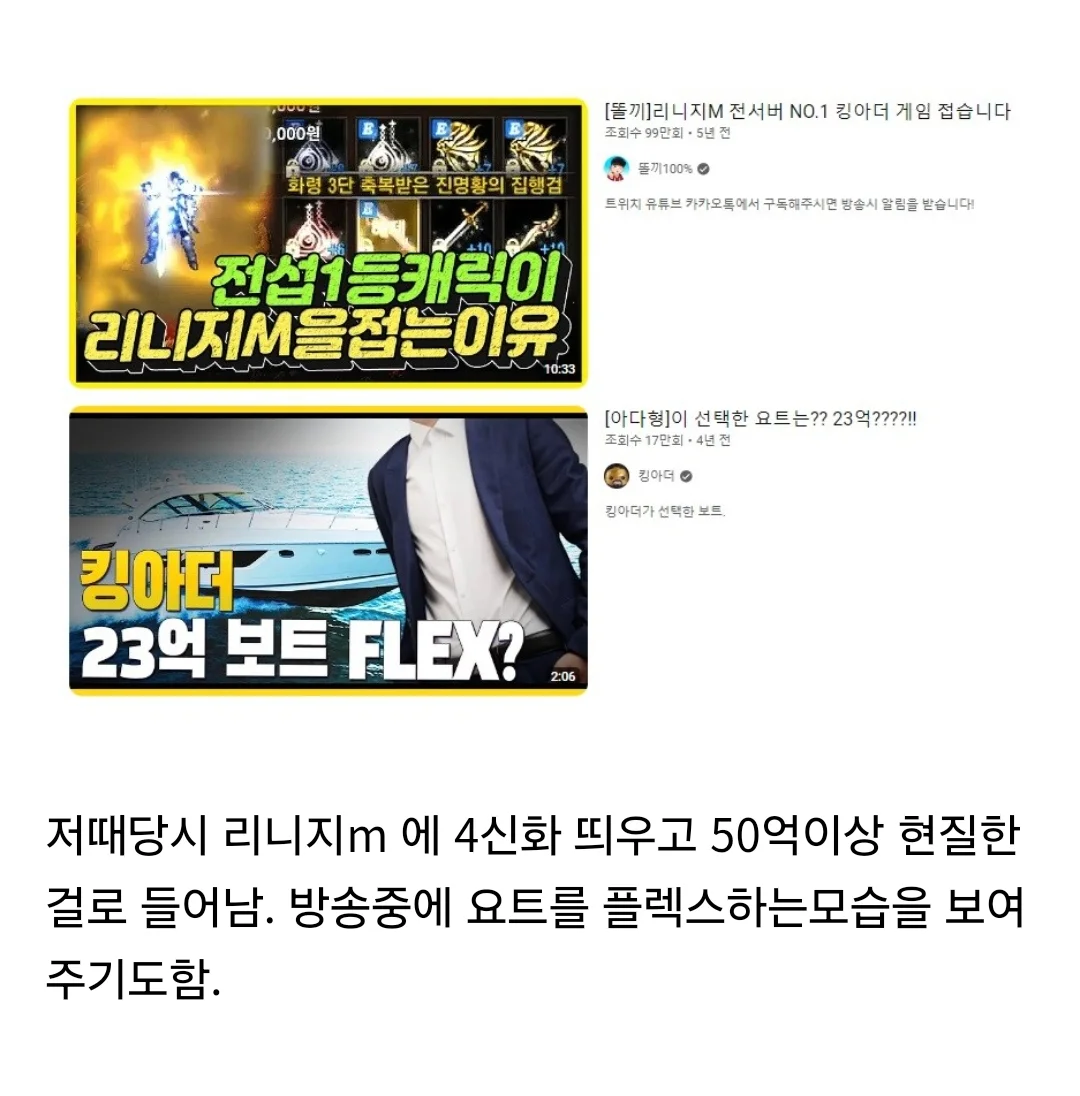 ,000원
0,000원
화령 3단 축복받은 진명황의 집행검
전섭1등캐릭이
리니지M을접는이유
10:33
[똘끼]리니지M 전서버 NO.1 킹아더 게임 접습니다
조회수 99만회 • 5년 전
똘끼100%
트위치 유튜브 카카오톡에서 구독해주시면 방송시 알림을 받습니다!
킹아더
23억 보트 FLEX?
2:06
[아다형]이 선택한 요트는?? 23억????!!
조회수 17만회 • 4년 전
킹아더
킹아더가 선택한 보트.
저때당시 리니지m 에 4신화 띄우고 50억이상 현질한
걸로 들어남. 방송중에 요트를 플렉스하는모습을 보여
주기도함.